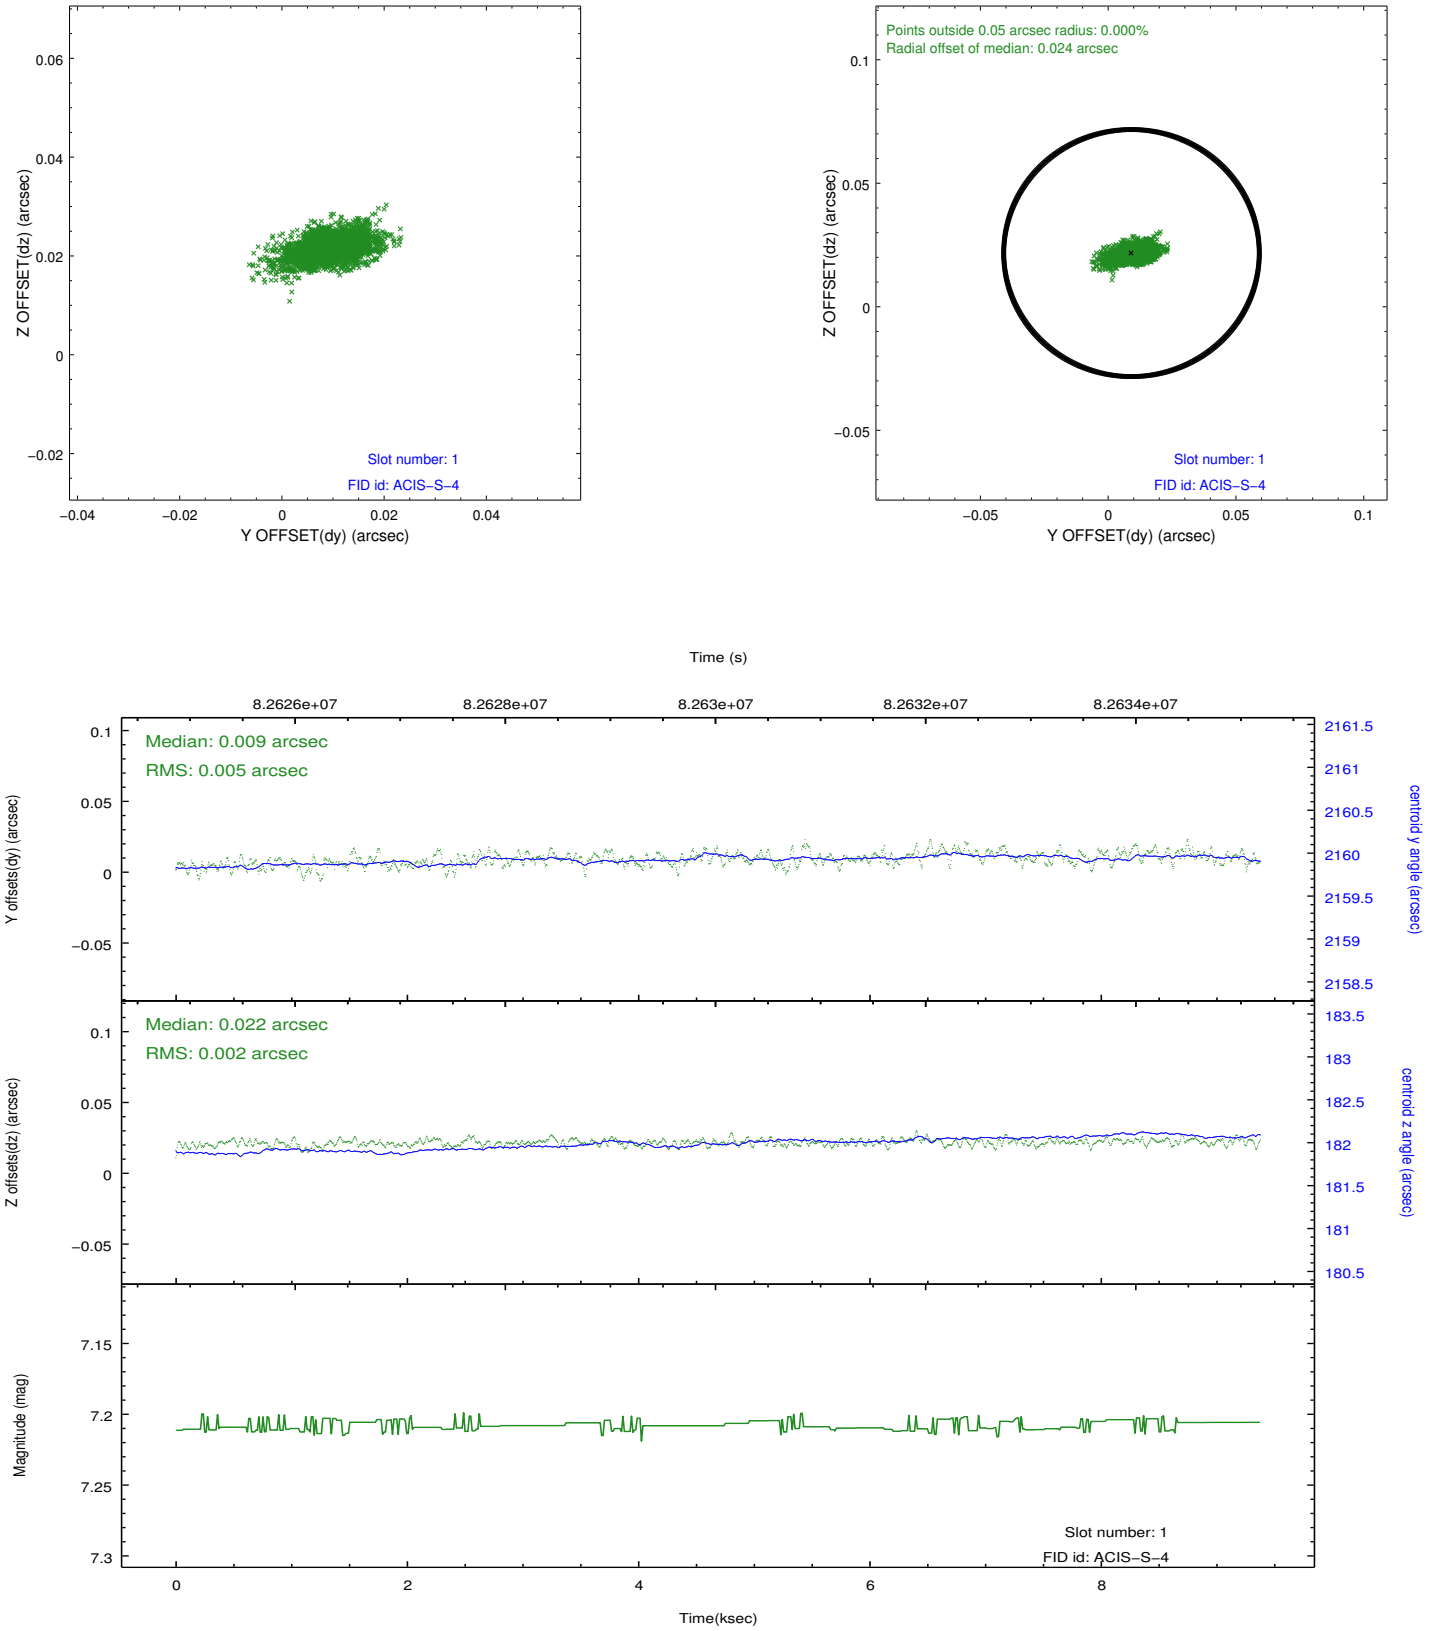 0.06
0.04
0.02
0
−0.02
Z OFFSET(dz) (arcsec)
Slot number: 1
FID id: ACIS−S−4
−0.04
−0.02
0
0.02
0.04
Y OFFSET(dy) (arcsec)
Points outside 0.05 arcsec radius: 0.000%
Radial offset of median: 0.024 arcsec
0.1
0.05
0
−0.05
Z OFFSET(dz) (arcsec)
Slot number: 1
FID id: ACIS−S−4
−0.05
0
0.05
0.1
Y OFFSET(dy) (arcsec)
Time (s)
8.2626e+07
8.2628e+07
8.263e+07
8.2632e+07
8.2634e+07
Median: 0.009 arcsec
RMS: 0.005 arcsec
0.1
0.05
0
−0.05
Y offsets(dy) (arcsec)
2161.5
2161
2160.5
2160
2159.5
2159
2158.5
centroid y angle (arcsec)
Median: 0.022 arcsec
RMS: 0.002 arcsec
0.1
0.05
0
−0.05
Z offsets(dz) (arcsec)
183.5
183
182.5
182
181.5
181
180.5
centroid z angle (arcsec)
7.15
7.2
7.25
7.3
Magnitude (mag)
Slot number: 1
FID id: ACIS−S−4
0
2
4
6
8
Time(ksec)